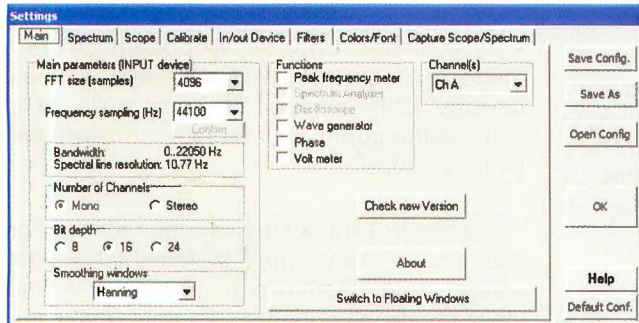 Settings
Main Spectrum Scope Calibrate In/out Device Filters Colors/Font Capture Scope/Spectrum
Main parameters (INPUT device)
FFT size (samples) 4096
Frequency sampling (Hz) 44100
Confirm
Bandwidth: 0..22050 Hz
Spectral line resolution: 10.77 Hz
Number of Channels
Mono Stereo
Bit depth
8 16 24
Smoothing windows
Hanning
Functions
Peak frequency meter
Spectrum Analyser
Oscilloscope
Wave generator
Phase
Volt meter
Channel(s)
Ch A
Check new Version
About
Switch to Floating Windows
Save Config.
Save As
Open Config
OK
Help
Default Conf.